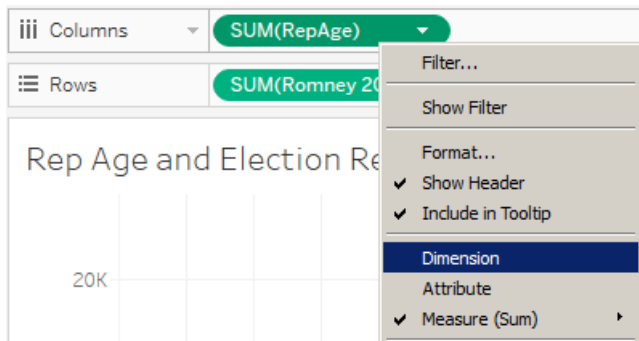 Columns
SUM(RepAge)
Filter...
Rows
SUM(Romney 20
Show Filter
Rep Age and Election Re
Format...
Show Header
Include in Tooltip
Dimension
20K
Attribute
Measure (Sum)